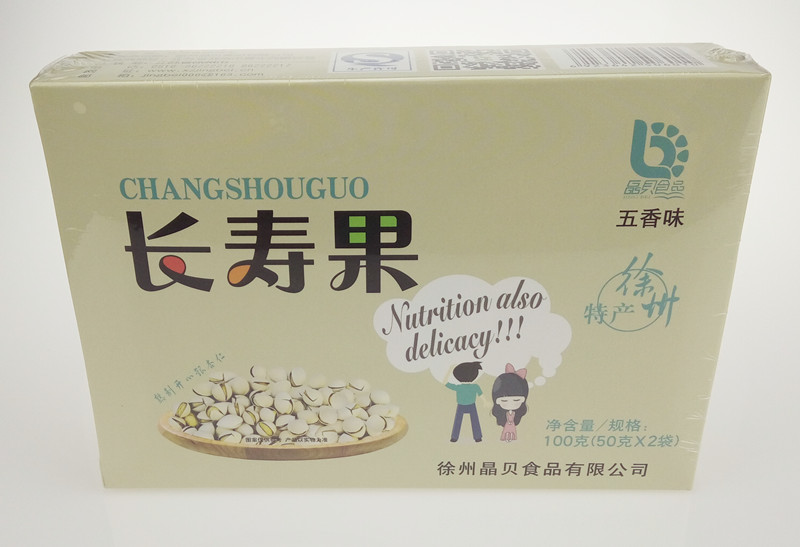 CHANGSHOUGUO
长寿果
晶贝食品
五香味
徐州
特产
Nutrition also
delicacy!!!
净含量/规格:
100克(50克X2袋)
徐州晶贝食品有限公司